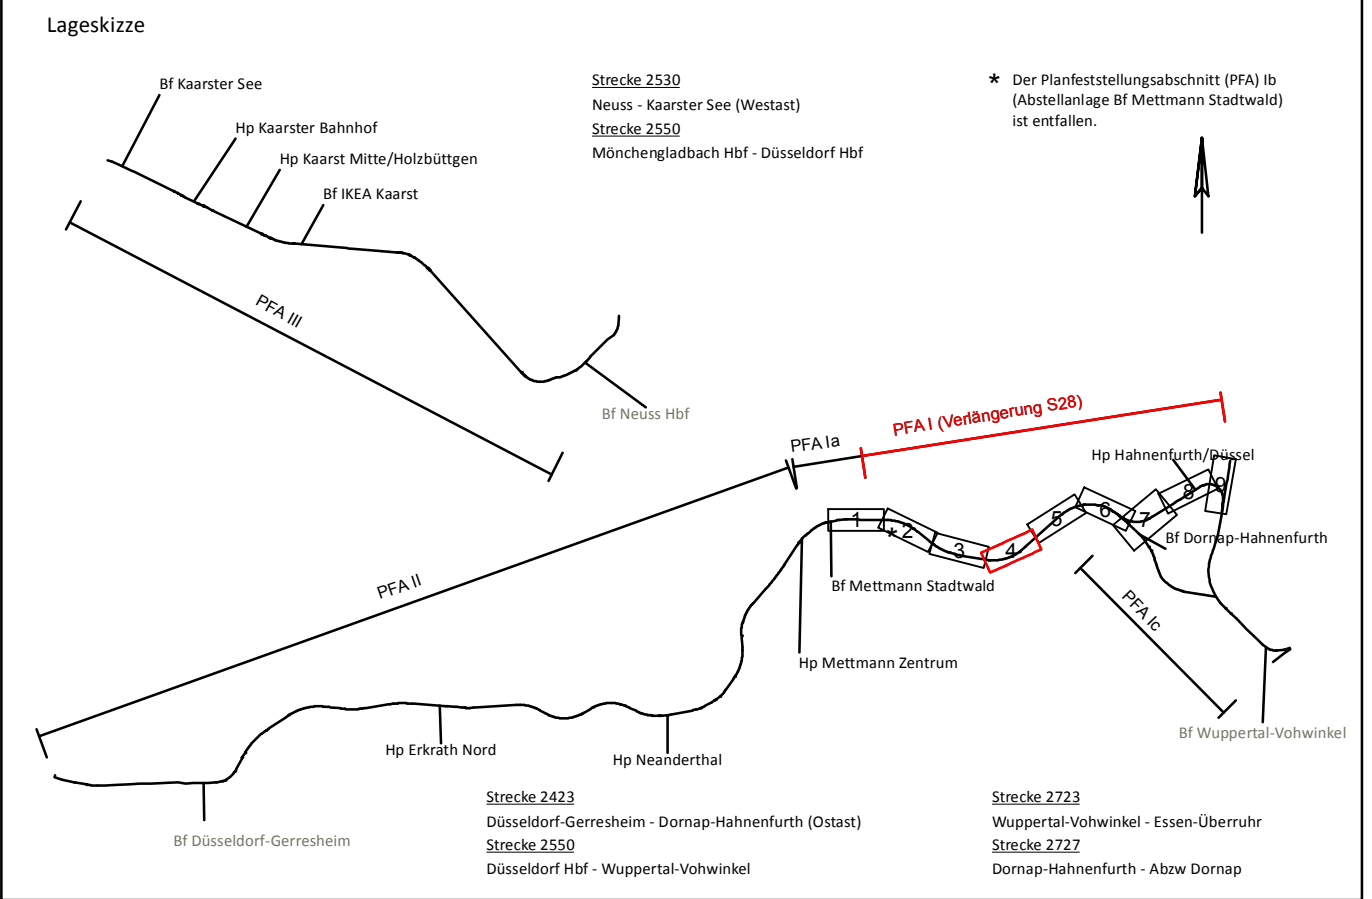 Lageskizze
Bf Kaarster See
Hp Kaarster Bahnhof
Hp Kaarst Mitte/Holzbüttgen
Bf IKEA Kaarst
Strecke 2530
Neuss - Kaarster See (Westast)
Strecke 2550
Mönchengladbach Hbf - Düsseldorf Hbf
* Der Planfeststellungsabschnitt (PFA) Ib
(Abstellanlage Bf Mettmann Stadtwald)
ist entfallen.
PFA III
Bf Neuss Hbf
PFA Ia
PFA I (Verlängerung S28)
Hp Hahnenfurth/Düssel
1
* 2
3
4
5
6
7
8
9
Bf Dornap-Hahnenfurth
Bf Mettmann Stadtwald
PFA II
PFA Ic
Hp Mettmann Zentrum
Bf Wuppertal-Vohwinkel
Hp Erkrath Nord
Hp Neanderthal
Bf Düsseldorf-Gerresheim
Strecke 2423
Düsseldorf-Gerresheim - Dornap-Hahnenfurth (Ostast)
Strecke 2550
Düsseldorf Hbf - Wuppertal-Vohwinkel
Strecke 2723
Wuppertal-Vohwinkel - Essen-Überruhr
Strecke 2727
Dornap-Hahnenfurth - Abzw Dornap